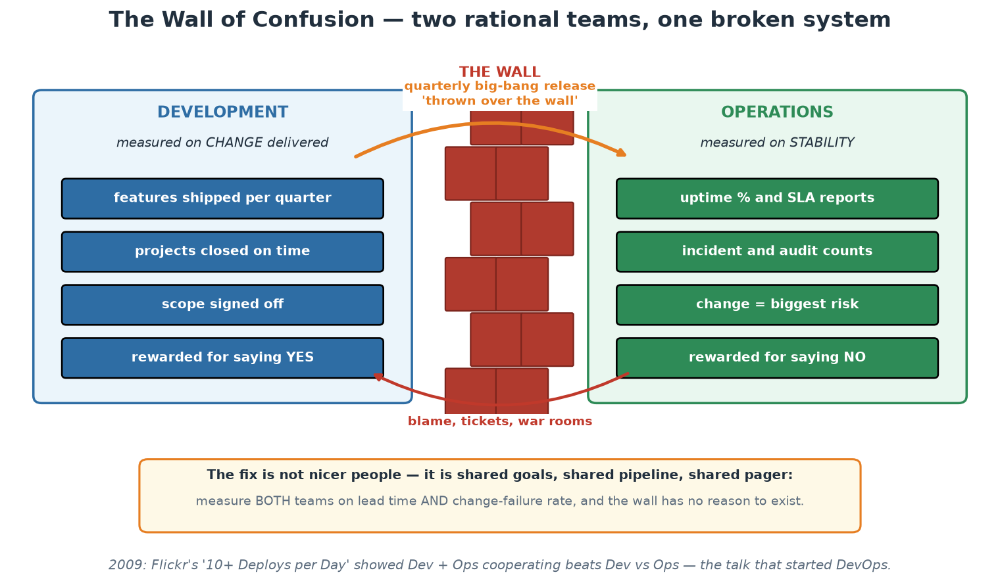 The Wall of Confusion — two rational teams, one broken system
THE WALL
quarterly big-bang release
'thrown over the wall'
DEVELOPMENT
measured on CHANGE delivered
features shipped per quarter
projects closed on time
scope signed off
rewarded for saying YES
OPERATIONS
measured on STABILITY
uptime % and SLA reports
incident and audit counts
change = biggest risk
rewarded for saying NO
blame, tickets, war rooms
The fix is not nicer people — it is shared goals, shared pipeline, shared pager:
measure BOTH teams on lead time AND change-failure rate, and the wall has no reason to exist.
2009: Flickr's '10+ Deploys per Day' showed Dev + Ops cooperating beats Dev vs Ops — the talk that started DevOps.